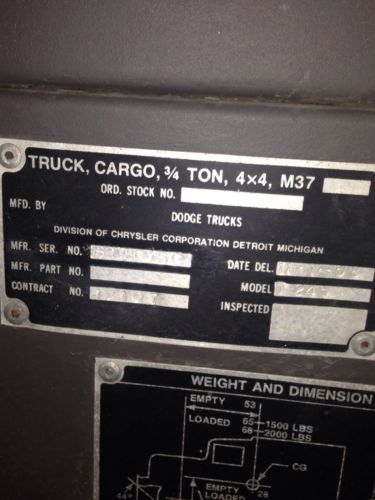 TRUCK, CARGO, ¾ TON, 4×4, M37
ORD. STOCK NO.
MFD. BY
DODGE TRUCKS
DIVISION OF CHRYSLER CORPORATION DETROIT MICHIGAN
MFR. SER. NO. DATE DEL.
MFR. PART NO. MODEL
CONTRACT NO. INSPECTED
WEIGHT AND DIMENSION
EMPTY 53
LOADED 65 1500 LBS
68 2000 LBS
CG
EMPTY
LOADED 28